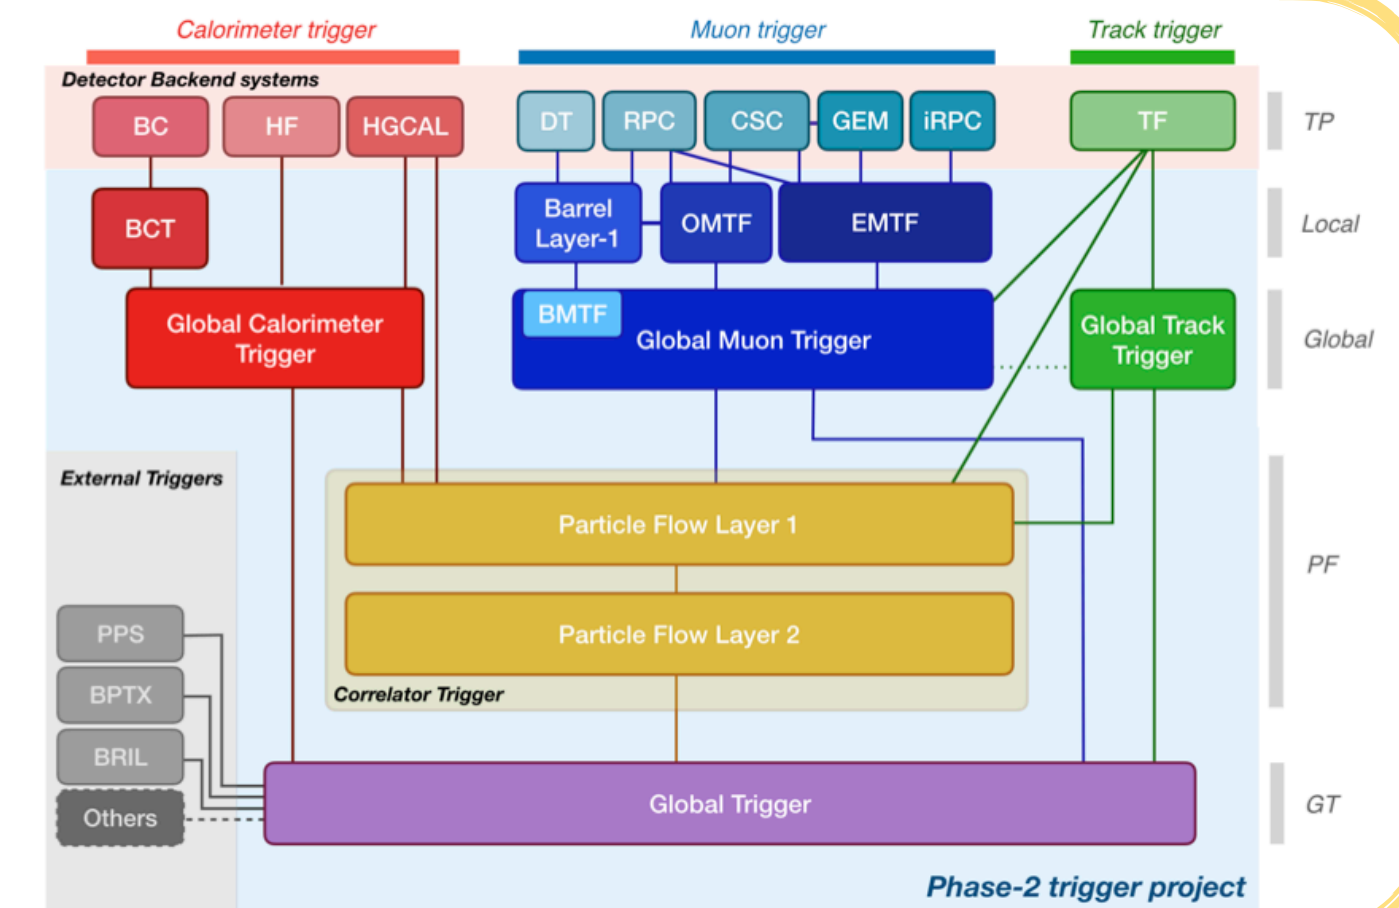 Calorimeter trigger
Muon trigger
Track trigger
Detector Backend systems
BC
HF
HGCAL
DT
RPC
CSC
GEM
iRPC
TF
TP
BCT
Barrel
Layer-1
OMTF
EMTF
Local
Global Calorimeter
Trigger
BMTF
Global Muon Trigger
Global Track
Trigger
Global
External Triggers
Particle Flow Layer 1
PF
PPS
Particle Flow Layer 2
BPTX
Correlator Trigger
BRIL
Others
Global Trigger
GT
Phase-2 trigger project